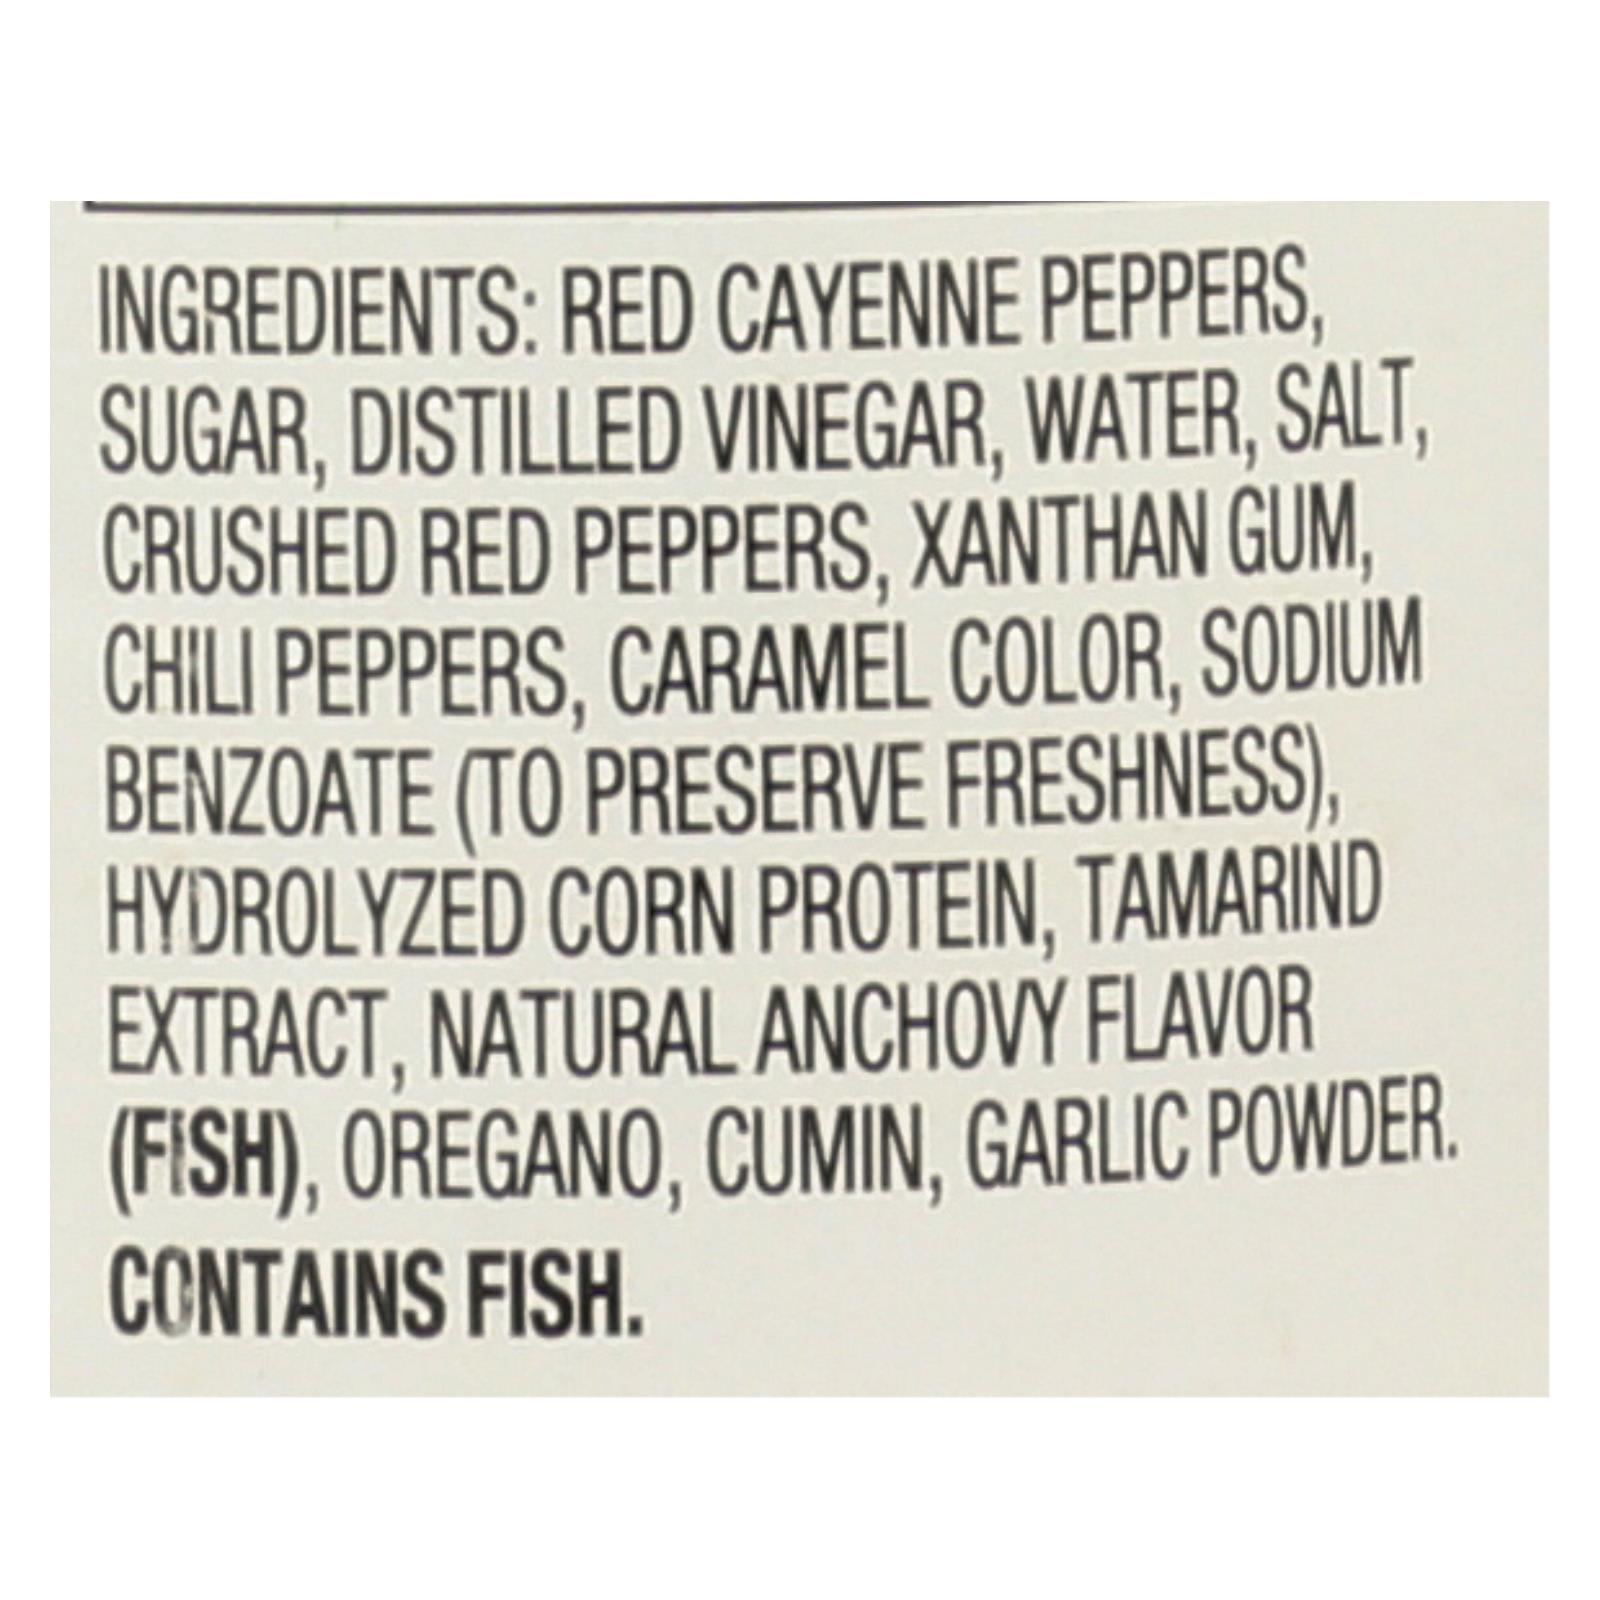 INGREDIENTS: RED CAYENNE PEPPERS,
SUGAR, DISTILLED VINEGAR, WATER, SALT,
CRUSHED RED PEPPERS, XANTHAN GUM,
CHILI PEPPERS, CARAMEL COLOR, SODIUM
BENZOATE (TO PRESERVE FRESHNESS),
HYDROLYZED CORN PROTEIN, TAMARIND
EXTRACT, NATURAL ANCHOVY FLAVOR
(FISH), OREGANO, CUMIN, GARLIC POWDER.
CONTAINS FISH.